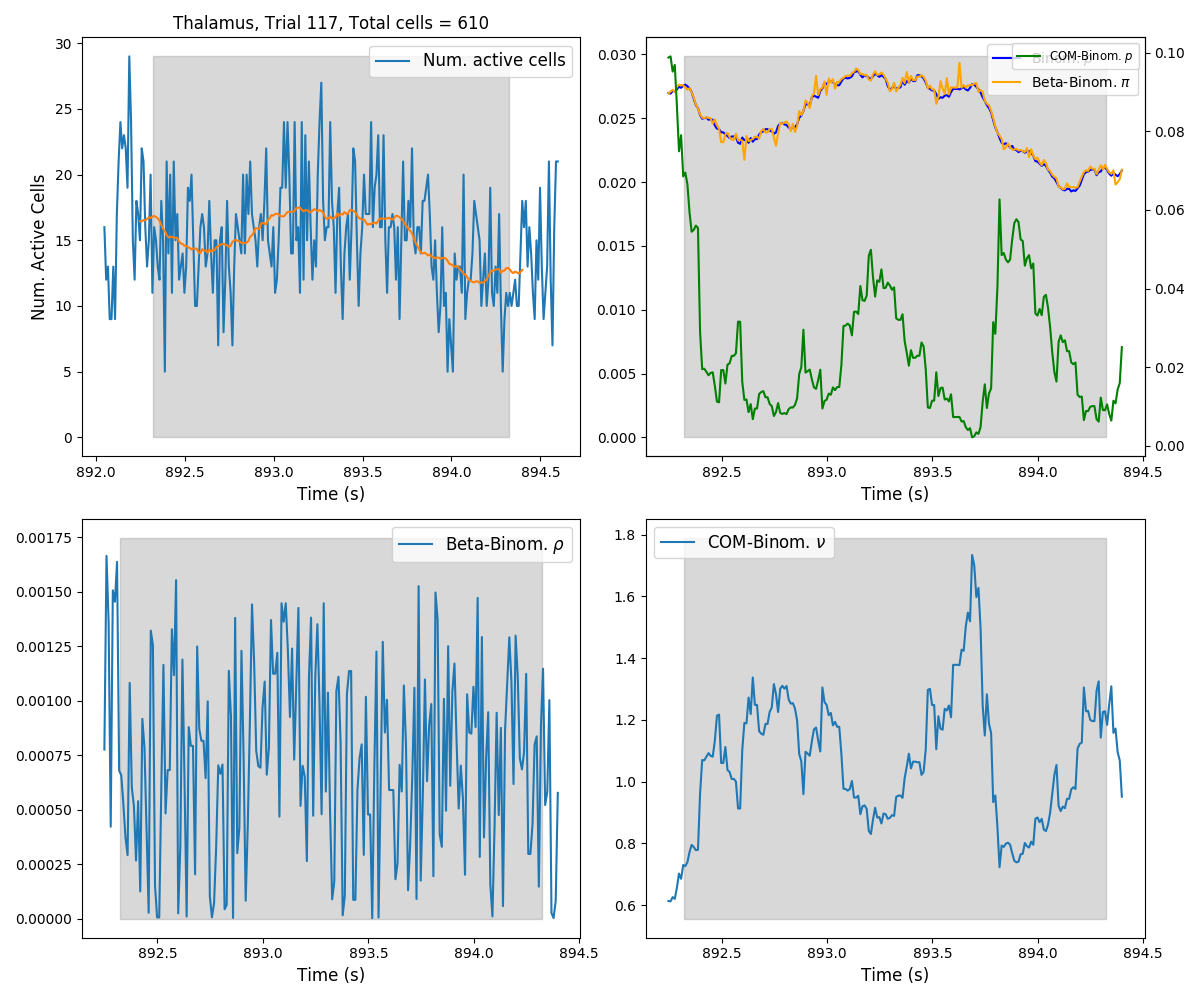 Thalamus, Trial 117, Total cells = 610
Num. active cells
Num. Active Cells
30
25
20
15
10
5
0
892.0 892.5 893.0 893.5 894.0 894.5
Time (s)
COM-Binom. p
Beta-Binom. π
0.030
0.025
0.020
0.015
0.010
0.005
0.000
0.10
0.08
0.06
0.04
0.02
0.00
892.5 893.0 893.5 894.0 894.5
Time (s)
Beta-Binom. ρ
0.00175
0.00150
0.00125
0.00100
0.00075
0.00050
0.00025
0.00000
892.5 893.0 893.5 894.0 894.5
Time (s)
COM-Binom. ν
1.8
1.6
1.4
1.2
1.0
0.8
0.6
892.5 893.0 893.5 894.0 894.5
Time (s)